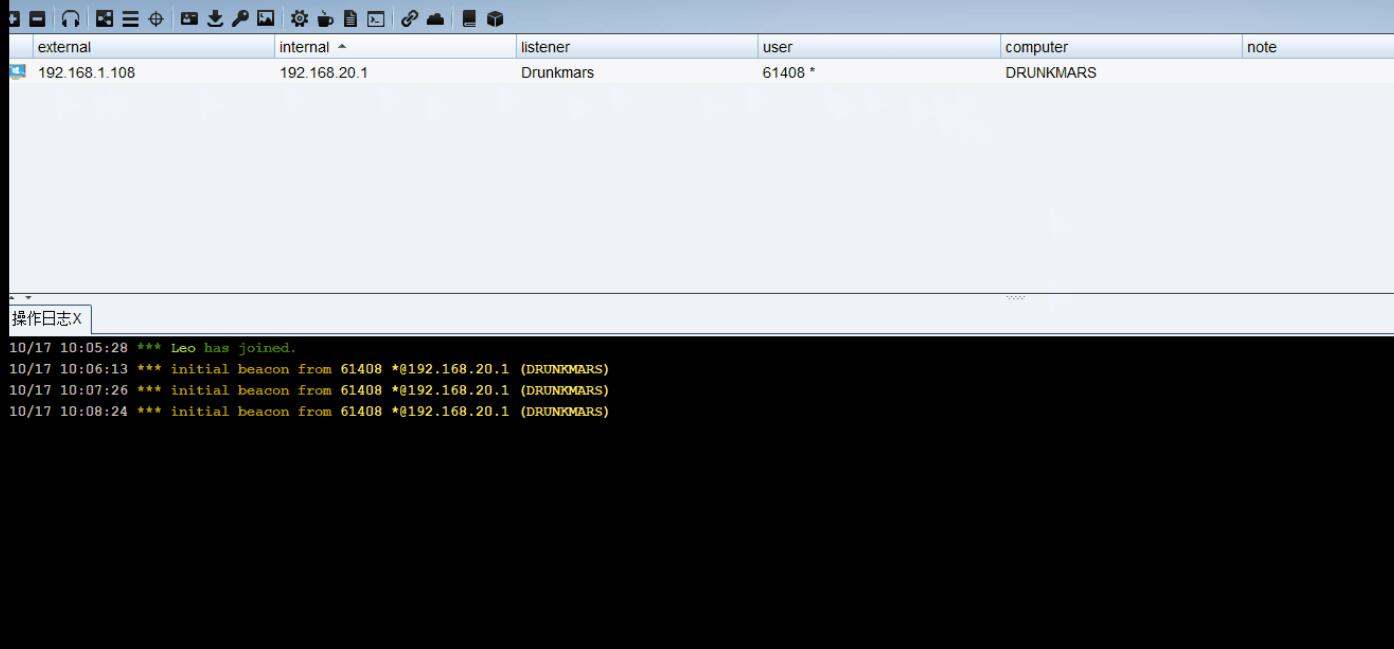 external internal listener user computer note
192.168.1.108 192.168.20.1 Drunkmars 61408 * DRUNKMARS
操作日志X
10/17 10:05:28 *** Leo has joined.
10/17 10:06:13 *** initial beacon from 61408 *@192.168.20.1 (DRUNKMARS)
10/17 10:07:26 *** initial beacon from 61408 *@192.168.20.1 (DRUNKMARS)
10/17 10:08:24 *** initial beacon from 61408 *@192.168.20.1 (DRUNKMARS)